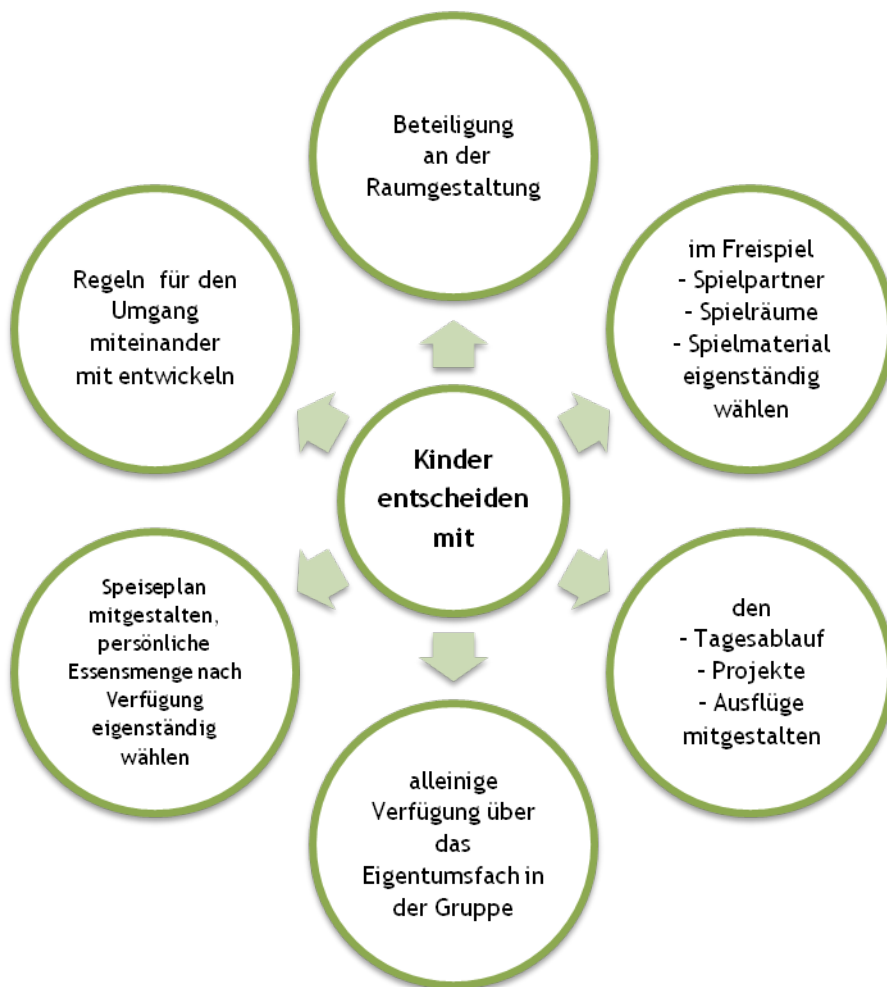 Beteiligung
an der
Raumgestaltung
im Freispiel
- Spielpartner
- Spielräume
- Spielmaterial
eigenständig
wählen
Regeln für den
Umgang
miteinander
mit entwickeln
Kinder
entscheiden
mit
Speiseplan
mitgestalten,
persönliche
Essensmenge nach
Verfügung
eigenständig
wählen
den
- Tagesablauf
- Projekte
- Ausflüge
mitgestalten
alleinige
Verfügung über
das
Eigentumsfach in
der Gruppe